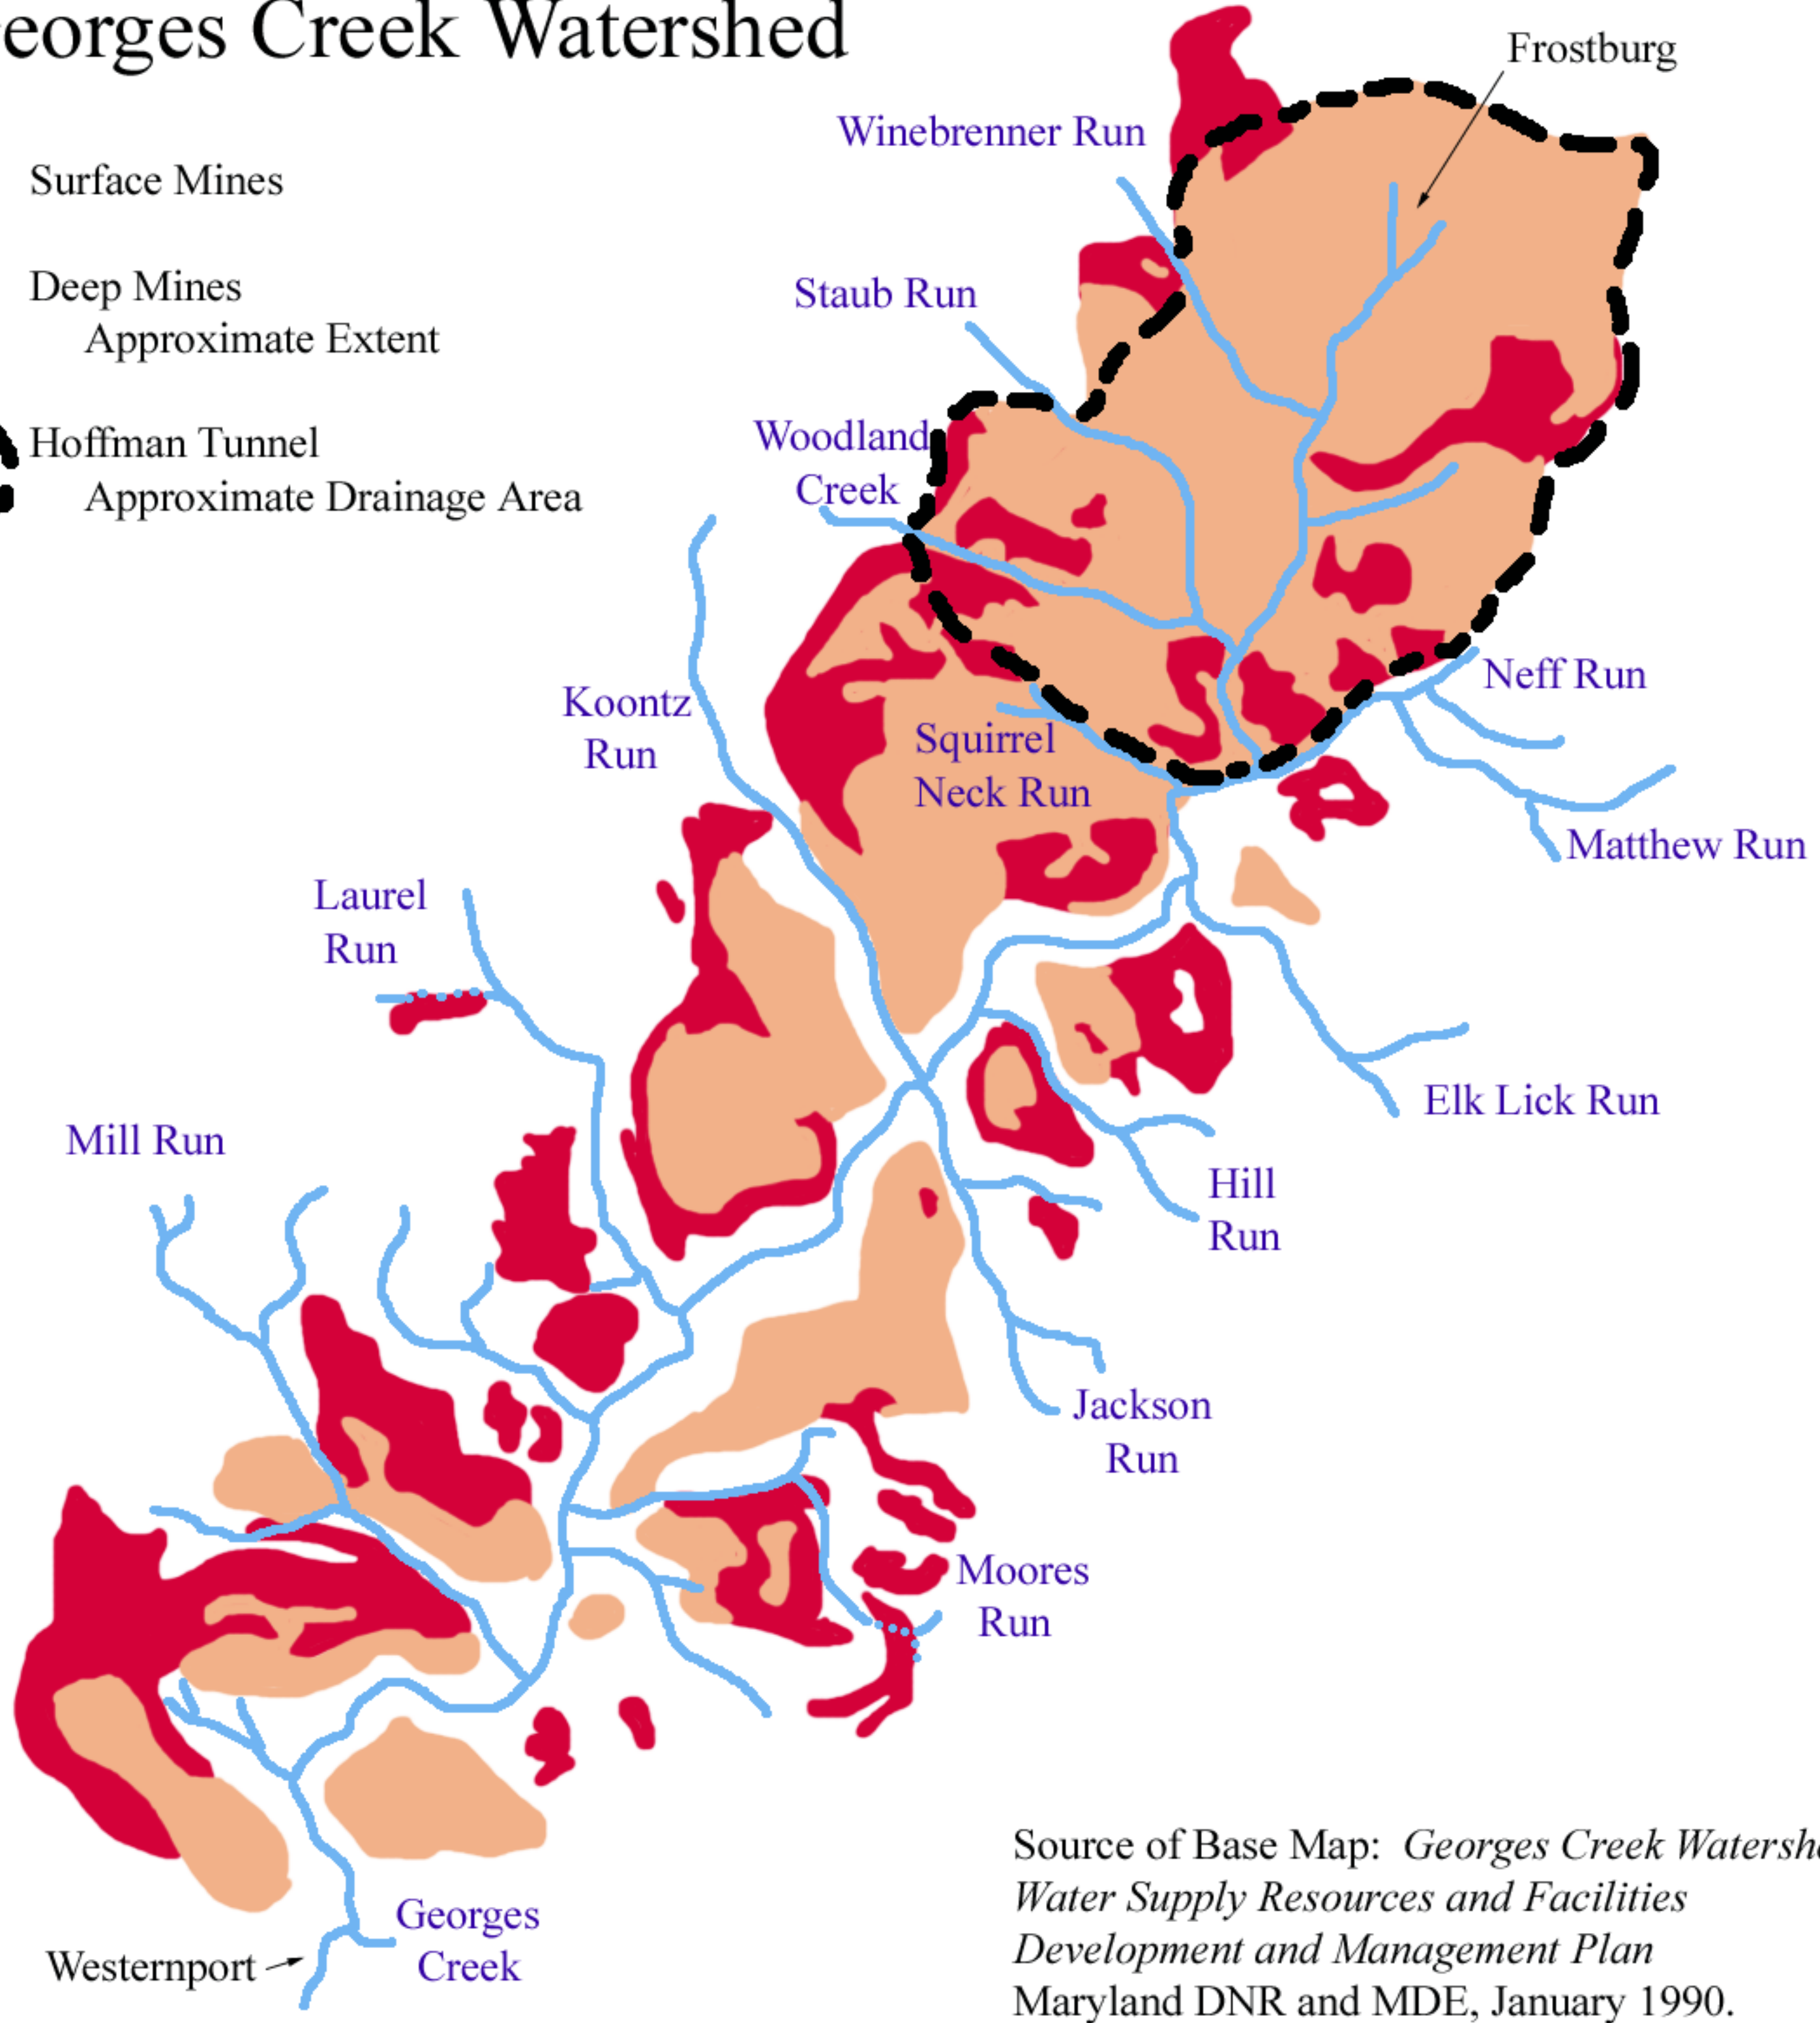 eorges Creek Watershed
Frostburg
Winebrenner Run
Surface Mines
Deep Mines
Approximate Extent
Staub Run
Hoffman Tunnel
Approximate Drainage Area
Woodland
Creek
Neff Run
Koontz
Run
Squirrel
Neck Run
Matthew Run
Laurel
Run
Elk Lick Run
Mill Run
Hill
Run
Jackson
Run
Moores
Run
Source of Base Map: Georges Creek Watersh
Water Supply Resources and Facilities
Development and Management Plan
Maryland DNR and MDE, January 1990.
Georges
Creek
Westernport